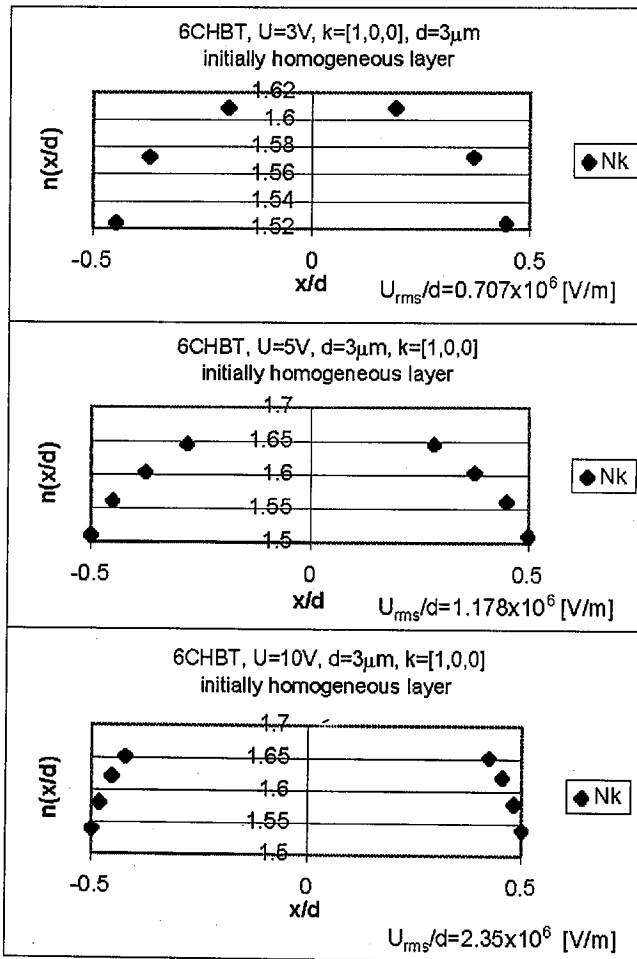 6CHBT, U=3V, k=[1,0,0], d=3μm
initially homogeneous layer
n(x/d)
1.62
1.6
1.58
1.56
1.54
1.52
-0.5
0
0.5
x/d
Nk
U_rms/d=0.707x10^6 [V/m]
6CHBT, U=5V, d=3μm, k=[1,0,0]
initially homogeneous layer
n(x/d)
1.7
1.65
1.6
1.55
1.5
-0.5
0
0.5
x/d
Nk
U_rms/d=1.178x10^6 [V/m]
6CHBT, U=10V, d=3μm, k=[1,0,0]
initially homogeneous layer
n(x/d)
1.7
1.65
1.6
1.55
1.5
-0.5
0
0.5
x/d
Nk
U_rms/d=2.35x10^6 [V/m]